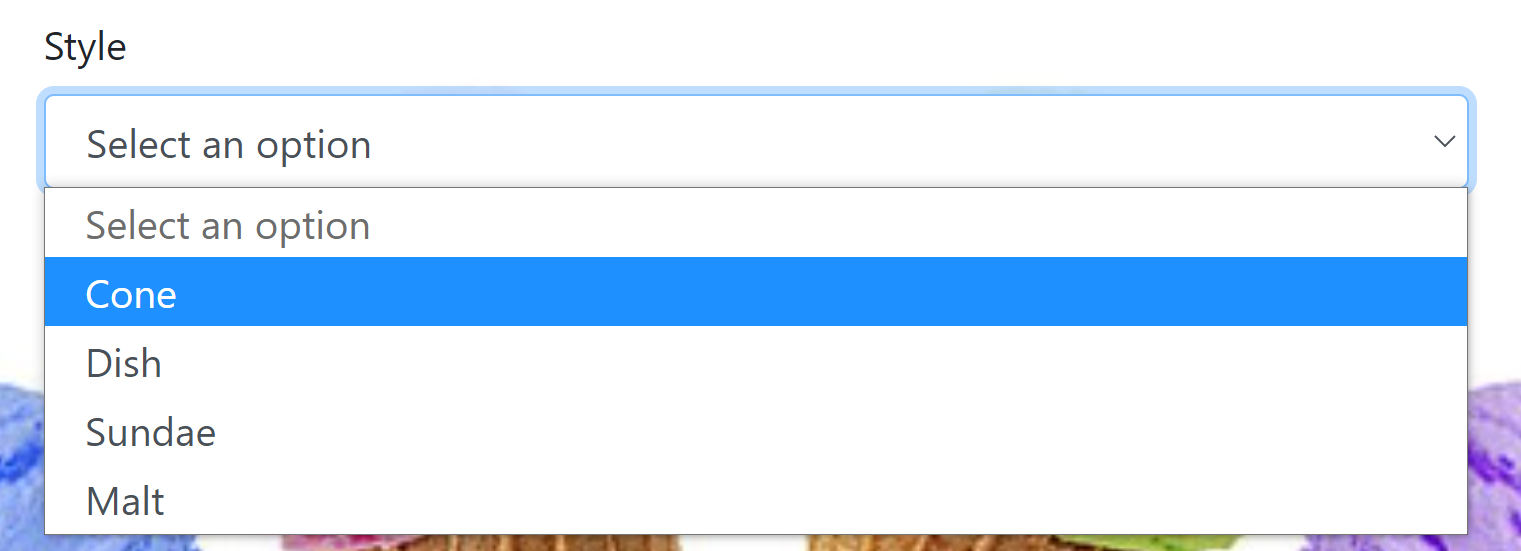 Style
Select an option
Select an option
Cone
Dish
Sundae
Malt